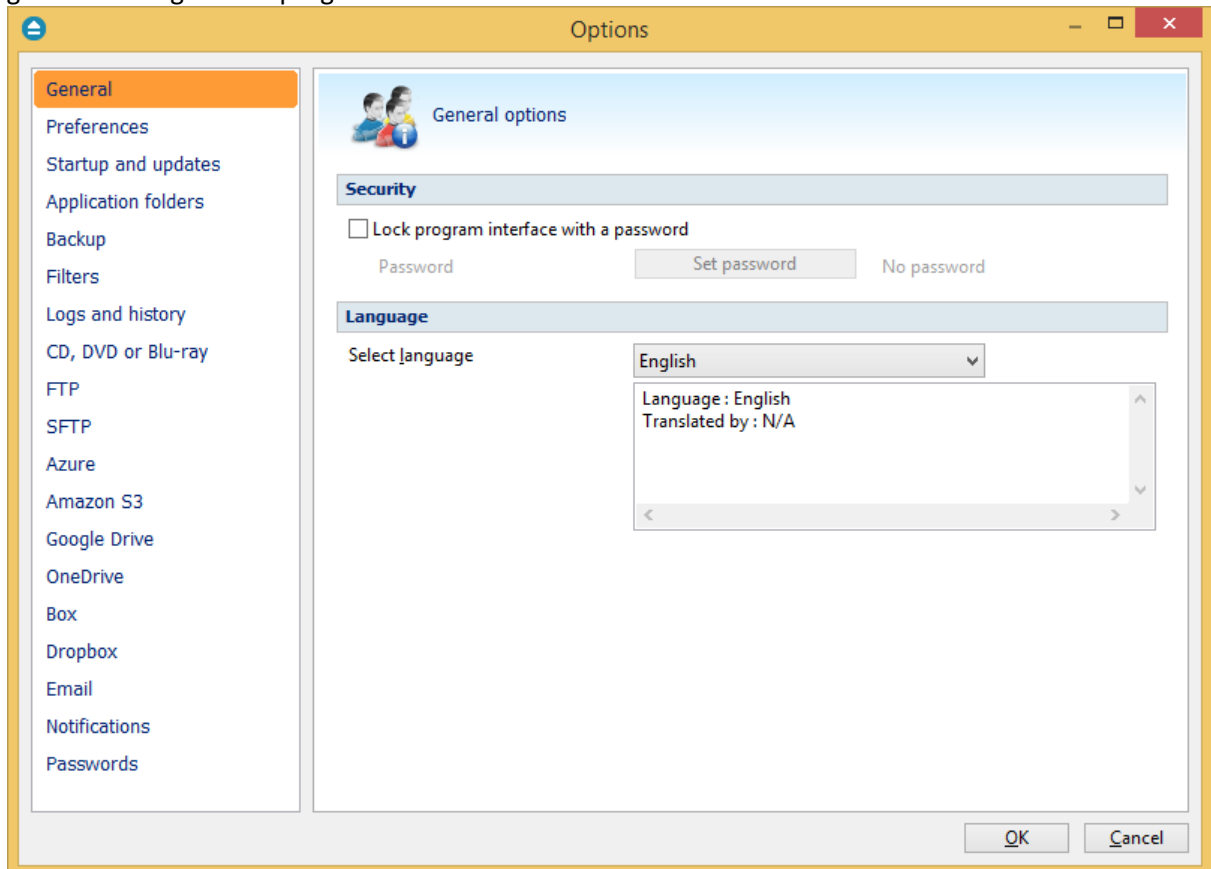 Options
General
Preferences
Startup and updates
Application folders
Backup
Filters
Logs and history
CD, DVD or Blu-ray
FTP
SFTP
Azure
Amazon S3
Google Drive
OneDrive
Box
Dropbox
Email
Notifications
Passwords
General options
Security
Lock program interface with a password
Password Set password No password
Language
Select language English
Language : English
Translated by : N/A
OK Cancel